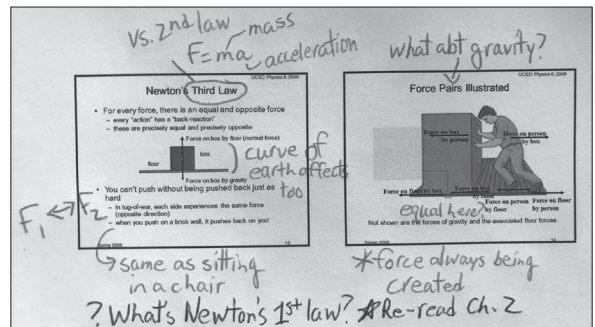 vs. 2nd law
mass
F=ma
acceleration
what abt gravity?
UCSD: Physics 8; 2006
Newton's Third Law
• For every force, there is an equal and opposite force
– every "action" has a "back-reaction"
– these are precisely equal and precisely opposite
Force on box by floor (normal force)
box
floor
Force on box by gravity
curve of
earth affects
too
• You can't push without being pushed back just as
hard
– in tug-of-war, each side experiences the same force
(opposite direction)
– when you push on a brick wall, it pushes back on you!
F1 ↔ F2
Spring 2006
same as sitting
in a chair
UCSD: Physics 8; 2006
Force Pairs Illustrated
Force on box
by person
Force on person
by box
Force on floor by box
Force on box
by floor
Force on person
by floor
Force on floor
by person
equal here?
Not shown are the forces of gravity and the associated floor forces
Spring 2006
*force always being
created
? What's Newton's 1st law?
*Re-read Ch. 2